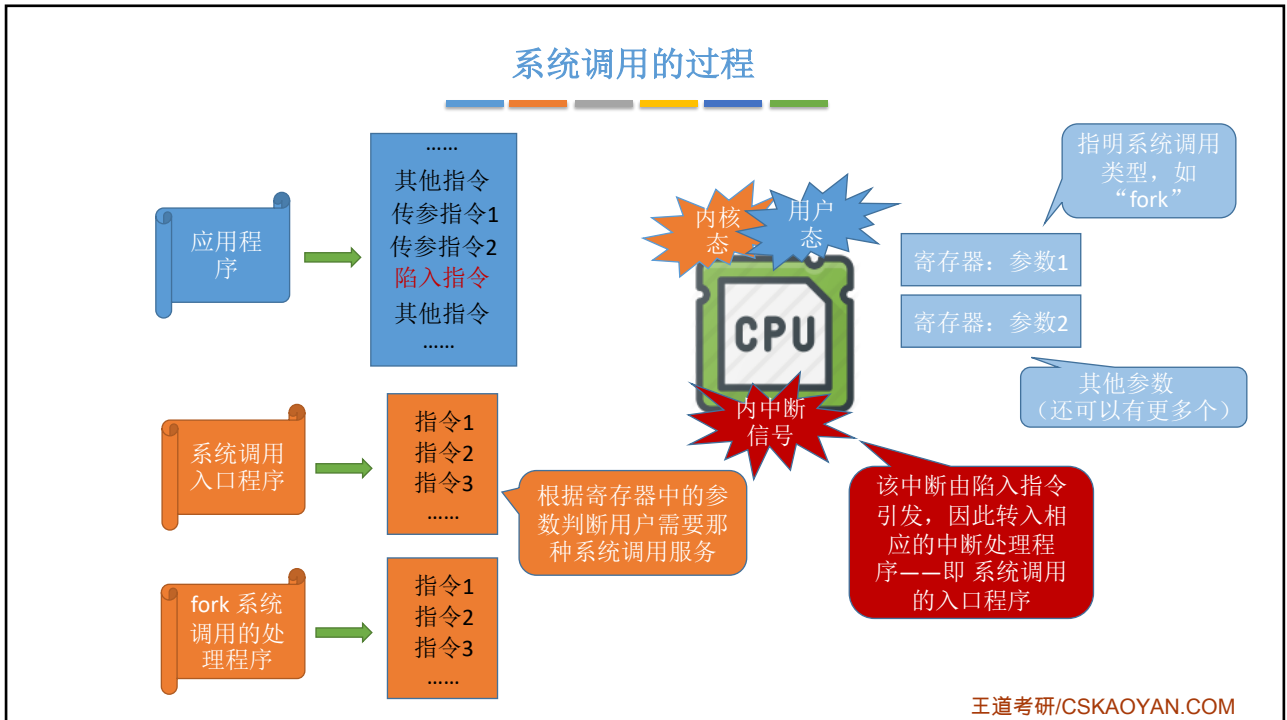 系统调用的过程
应用程
序
……
其他指令
传参指令1
传参指令2
陷入指令
其他指令
……
内核
态
用户
态
CPU
内中断
信号
指明系统调用
类型，如
“fork”
寄存器：参数1
寄存器：参数2
其他参数
（还可以有更多个）
系统调用
入口程序
指令1
指令2
指令3
……
根据寄存器中的参
数判断用户需要那
种系统调用服务
该中断由陷入指令
引发，因此转入相
应的中断处理程
序——即 系统调用
的入口程序
fork 系统
调用的处
理程序
指令1
指令2
指令3
……
王道考研/CSKAOYAN.COM